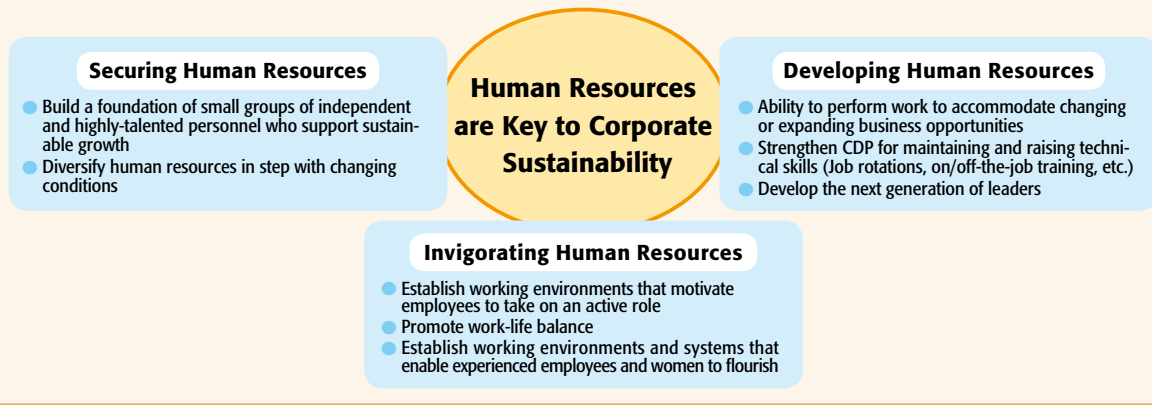 Securing Human Resources
Build a foundation of small groups of independent
and highly-talented personnel who support sustain-
able growth
Diversify human resources in step with changing
conditions
Human Resources
are Key to Corporate
Sustainability
Developing Human Resources
Ability to perform work to accommodate changing
or expanding business opportunities
Strengthen CDP for maintaining and raising techni-
cal skills (Job rotations, on/off-the-job training, etc.)
Develop the next generation of leaders
Invigorating Human Resources
Establish working environments that motivate
employees to take on an active role
Promote work-life balance
Establish working environments and systems that
enable experienced employees and women to flourish